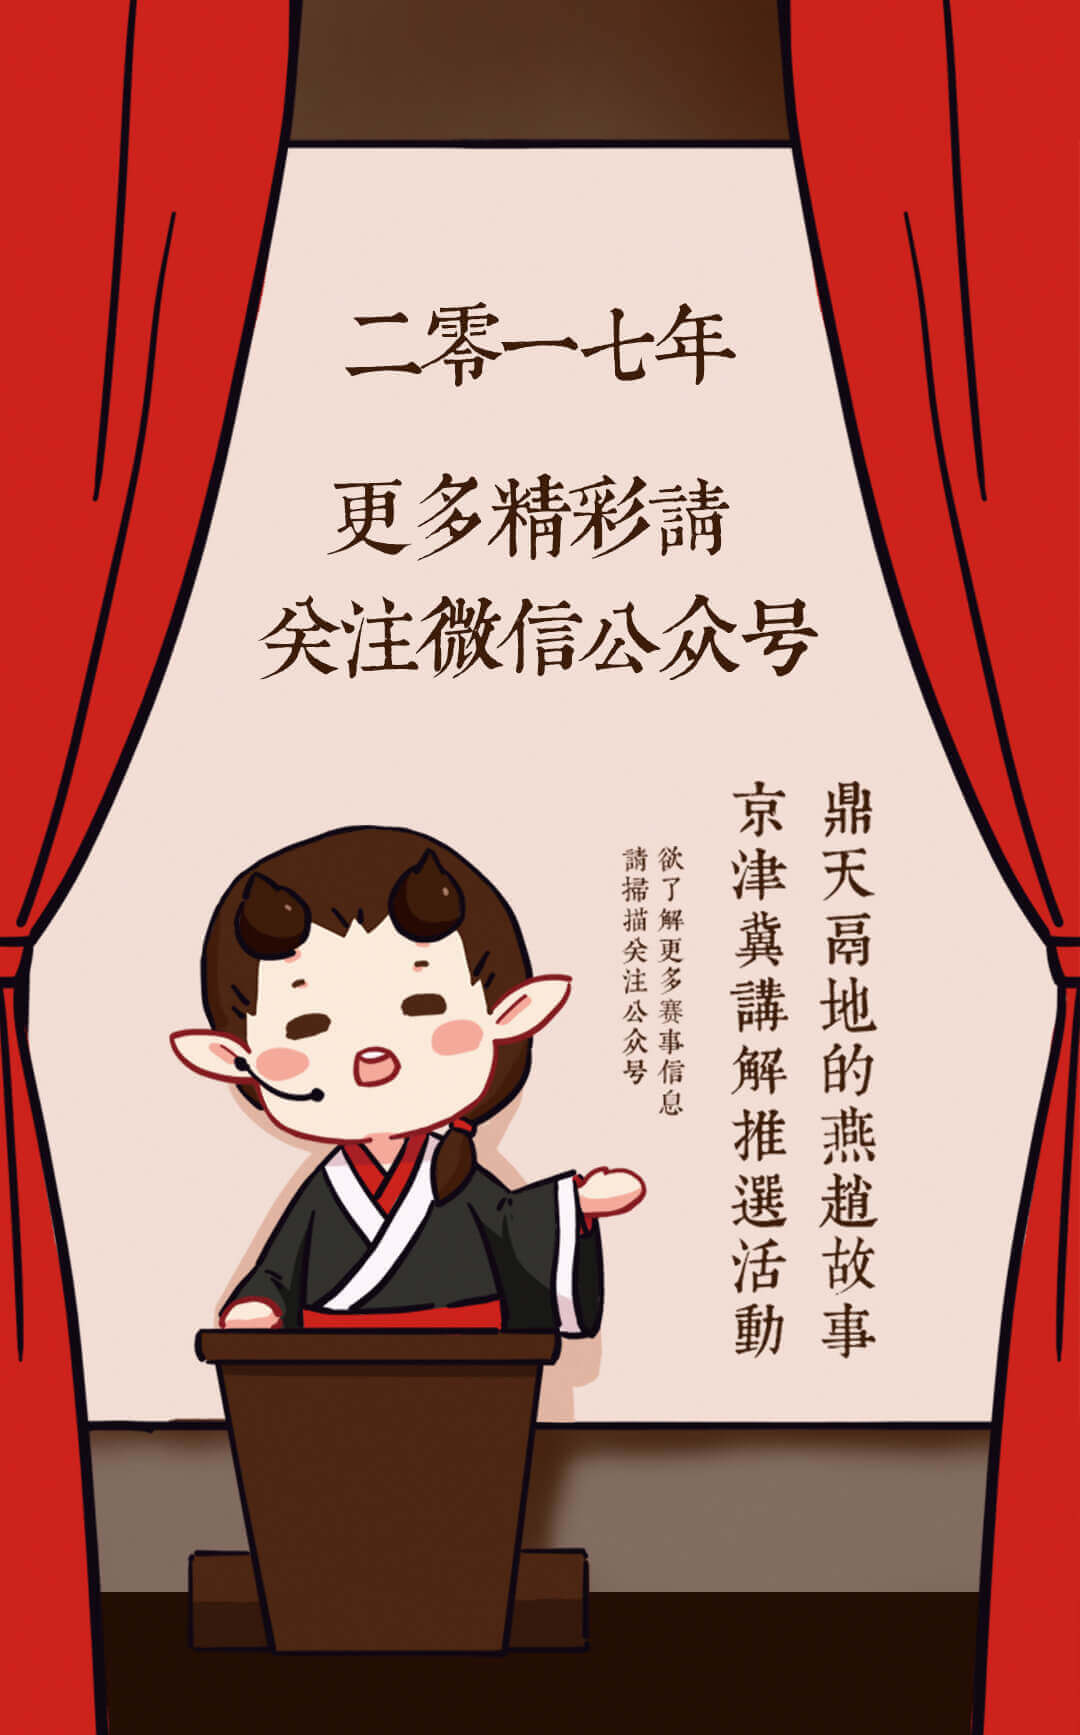 二零一七年
更多精彩請
关注微信公众号
鼎天鬲地的燕趙故事
京津冀講解推選活動
欲了解更多赛事信息
請掃描关注公众号